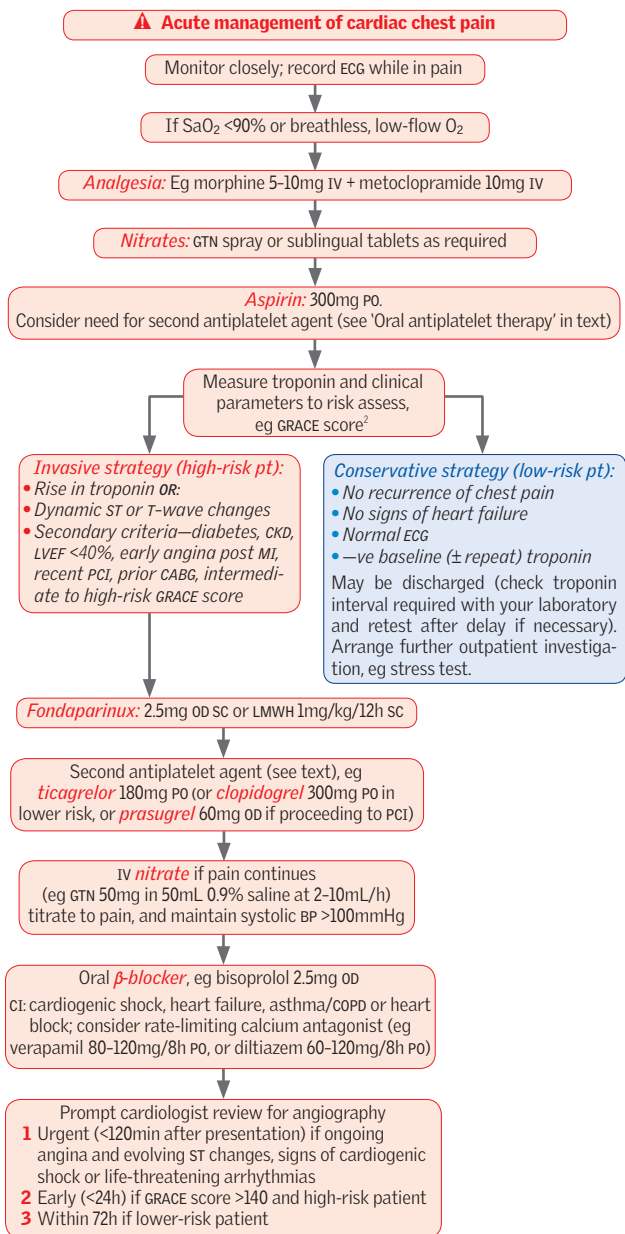 ⚠ Acute management of cardiac chest pain
Monitor closely; record ECG while in pain
If SaO₂ <90% or breathless, low-flow O₂
Analgesia: Eg morphine 5–10mg IV + metoclopramide 10mg IV
Nitrates: GTN spray or sublingual tablets as required
Aspirin: 300mg PO.
Consider need for second antiplatelet agent (see ‘Oral antiplatelet therapy’ in text)
Measure troponin and clinical
parameters to risk assess,
eg GRACE score²
Invasive strategy (high-risk pt):
• Rise in troponin OR:
• Dynamic ST or T-wave changes
• Secondary criteria—diabetes, CKD,
LVEF <40%, early angina post MI,
recent PCI, prior CABG, intermedi-
ate to high-risk GRACE score
Conservative strategy (low-risk pt):
• No recurrence of chest pain
• No signs of heart failure
• Normal ECG
• –ve baseline (± repeat) troponin
May be discharged (check troponin
interval required with your laboratory
and retest after delay if necessary).
Arrange further outpatient investiga-
tion, eg stress test.
Fondaparinux: 2.5mg OD SC or LMWH 1mg/kg/12h SC
Second antiplatelet agent (see text), eg
ticagrelor 180mg PO (or clopidogrel 300mg PO in
lower risk, or prasugrel 60mg OD if proceeding to PCI)
IV nitrate if pain continues
(eg GTN 50mg in 50mL 0.9% saline at 2–10mL/h)
titrate to pain, and maintain systolic BP >100mmHg
Oral β-blocker, eg bisoprolol 2.5mg OD
CI: cardiogenic shock, heart failure, asthma/COPD or heart
block; consider rate-limiting calcium antagonist (eg
verapamil 80–120mg/8h PO, or diltiazem 60–120mg/8h PO)
Prompt cardiologist review for angiography
1 Urgent (<120min after presentation) if ongoing
angina and evolving ST changes, signs of cardiogenic
shock or life-threatening arrhythmias
2 Early (<24h) if GRACE score >140 and high-risk patient
3 Within 72h if lower-risk patient